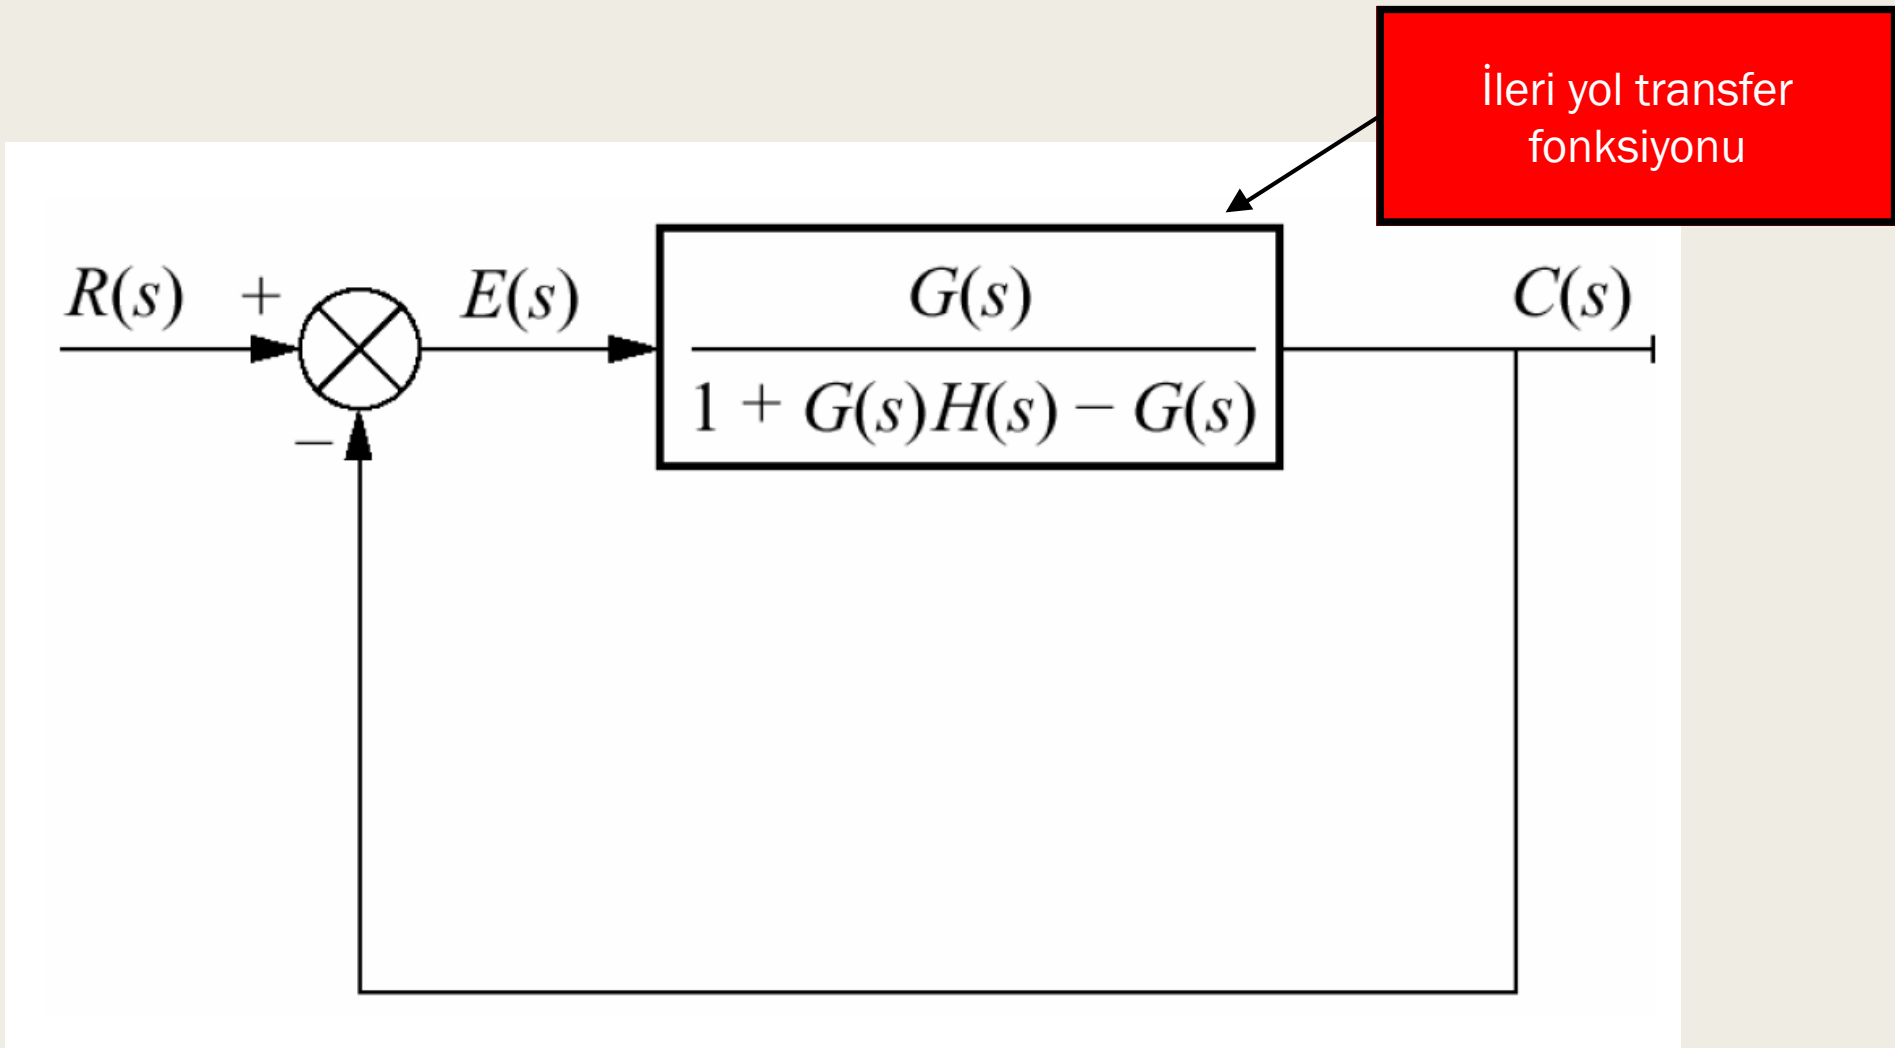 İleri yol transfer
fonksiyonu
R(s) + E(s) G(s) C(s)
1 + G(s)H(s) − G(s)
−